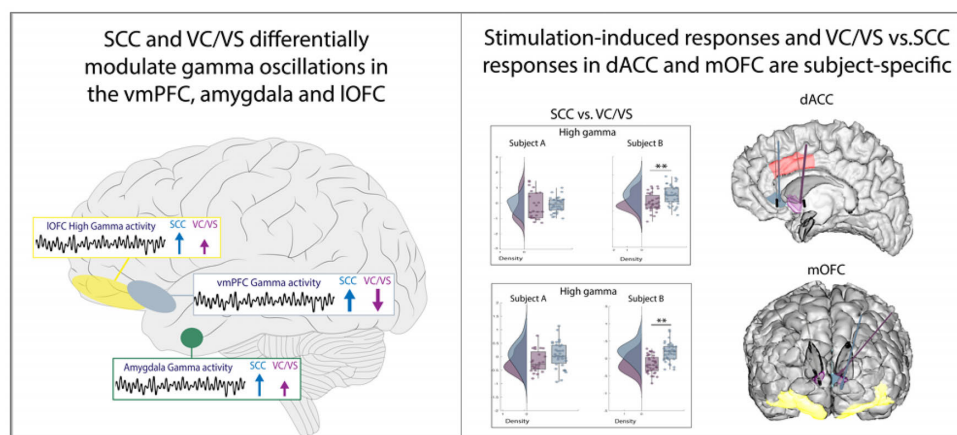 SCC and VC/VS differentially
modulate gamma oscillations in
the vmPFC, amygdala and lOFC
lOFC High Gamma activity
SCC VC/VS
vmPFC Gamma activity
SCC VC/VS
Amygdala Gamma activity
SCC VC/VS
Stimulation-induced responses and VC/VS vs.SCC
responses in dACC and mOFC are subject-specific
SCC vs. VC/VS
High gamma
Subject A Subject B
**
Density
dACC
High gamma
Subject A Subject B
**
Density
mOFC